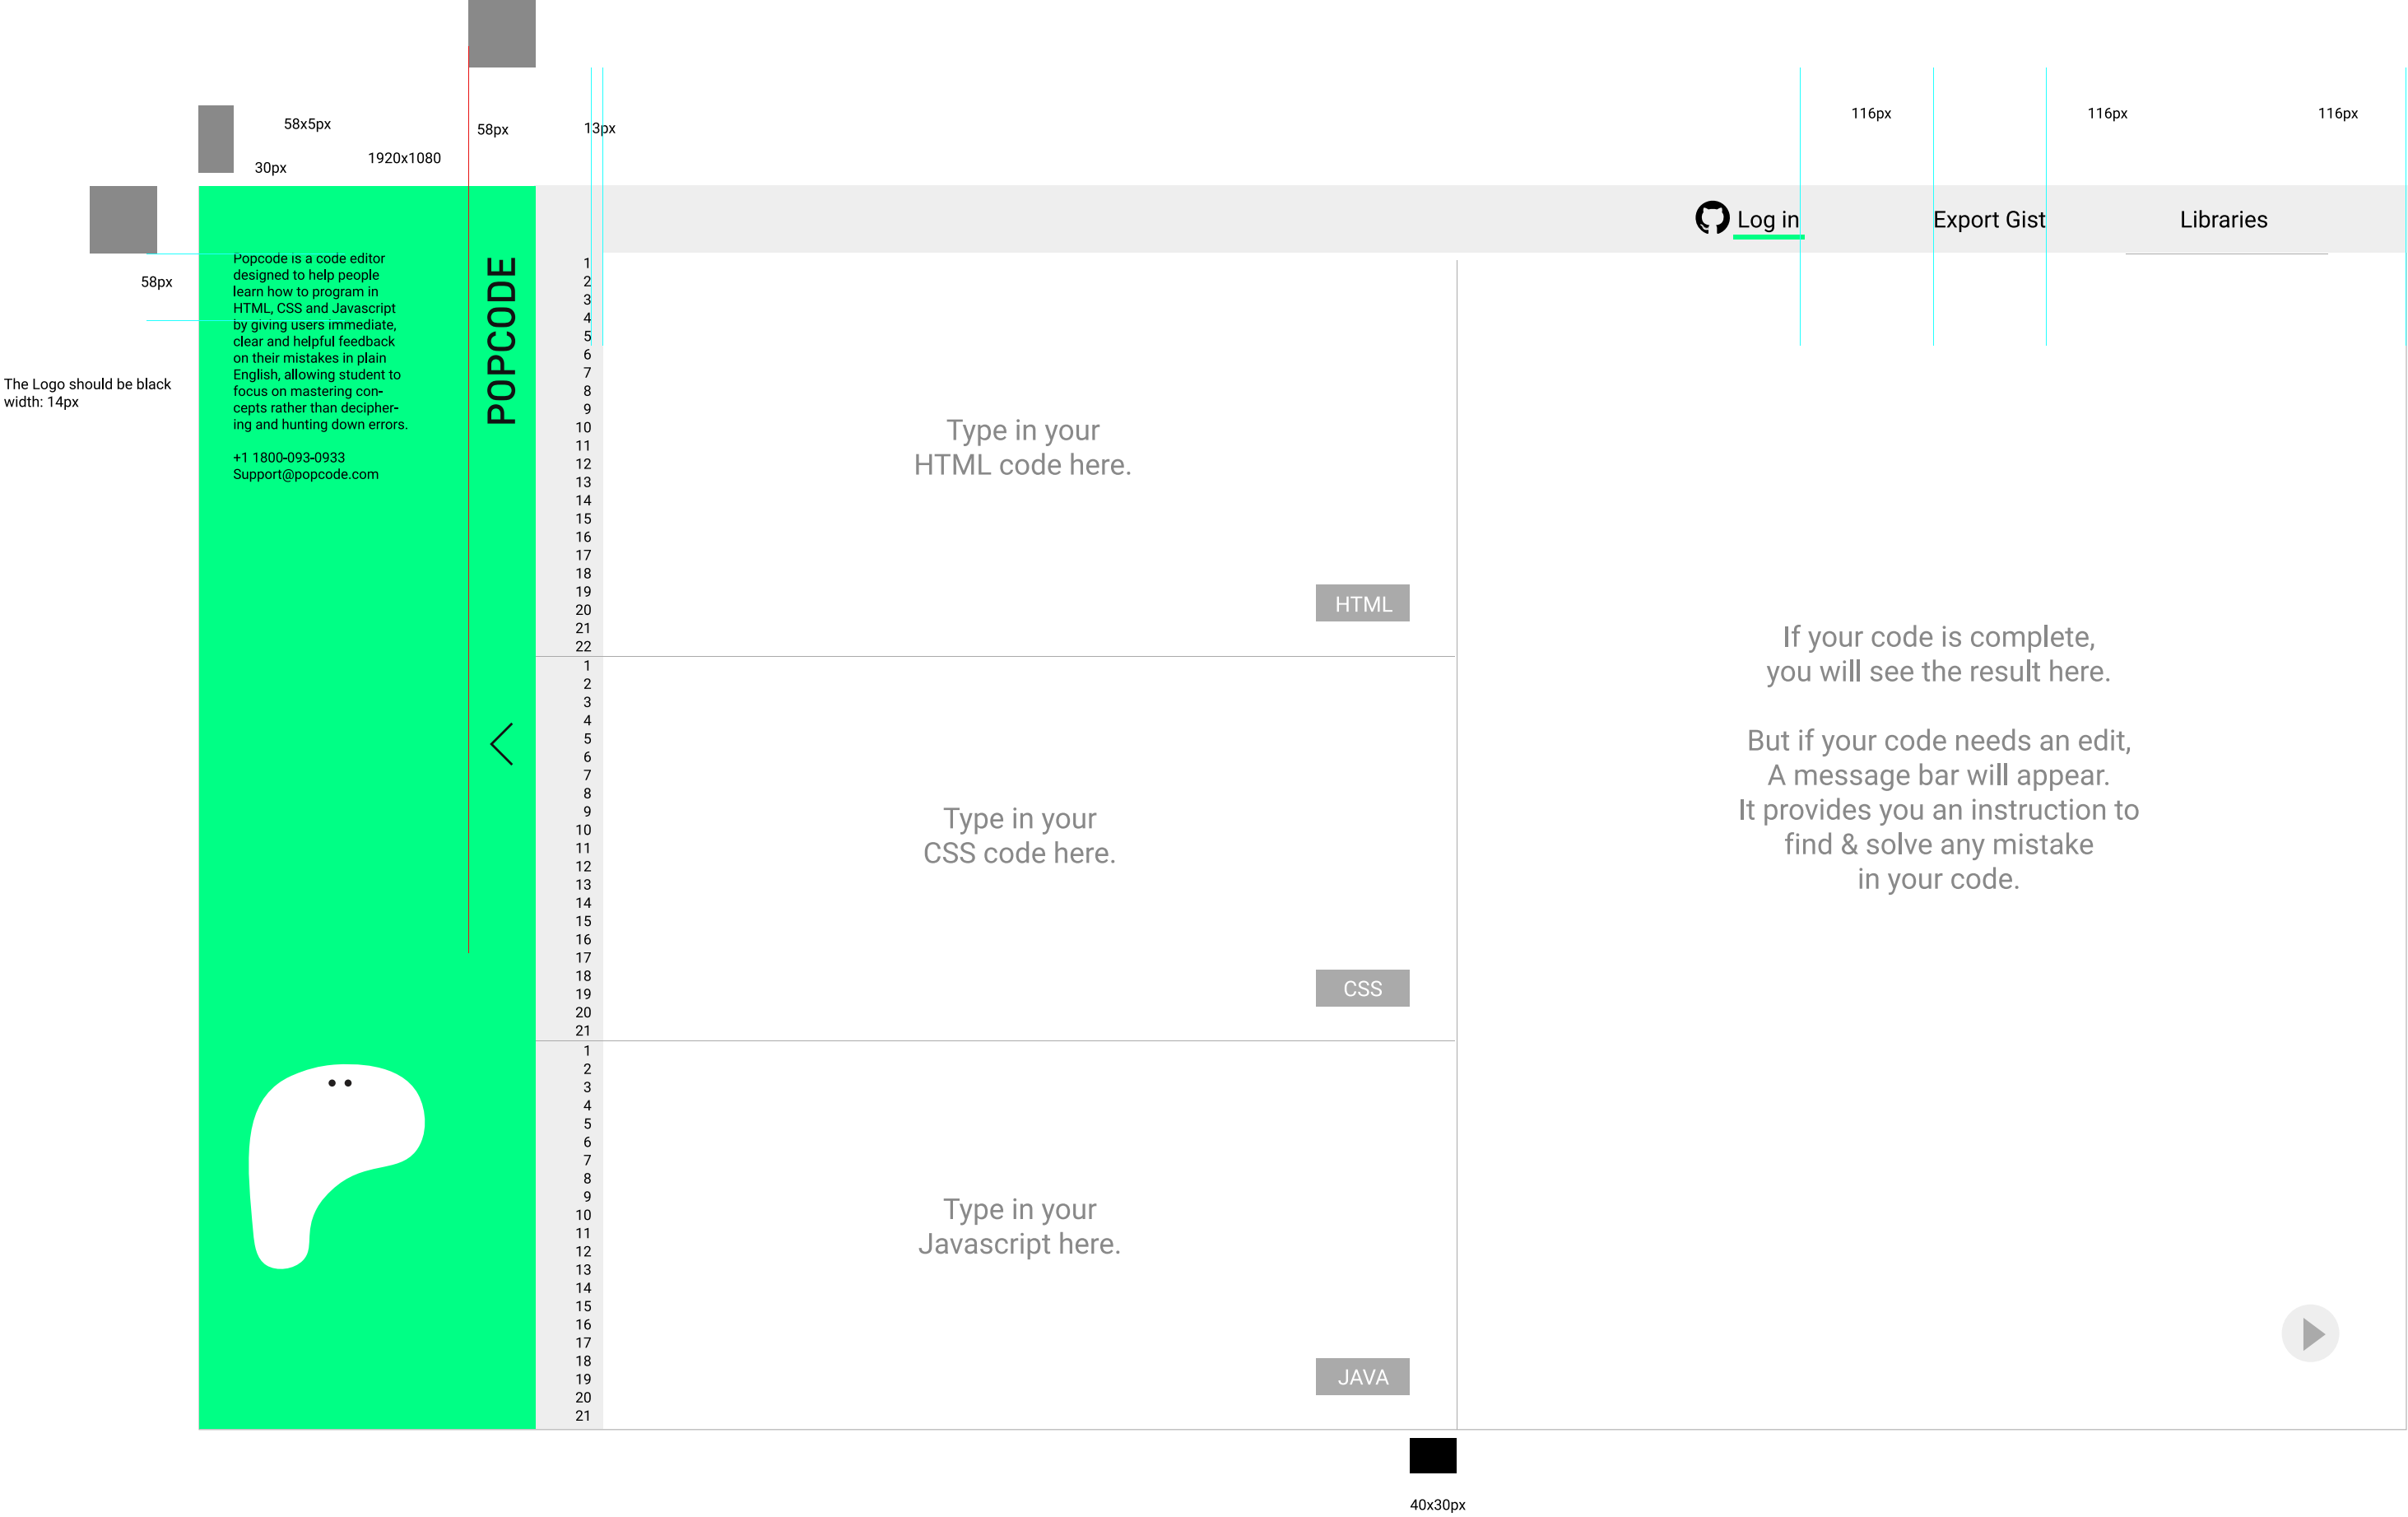 58x5px
30px
1920x1080
58px
13px
116px
116px
116px
58px
The Logo should be black
width: 14px
Popcode is a code editor
designed to help people
learn how to program in
HTML, CSS and Javascript
by giving users immediate,
clear and helpful feedback
on their mistakes in plain
English, allowing student to
focus on mastering con-
cepts rather than decipher-
ing and hunting down errors.
+1 1800-093-0933
Support@popcode.com
POPCODE
Log in
Export Gist
Libraries
1
2
3
4
5
6
7
8
9
10
11
12
13
14
15
16
17
18
19
20
21
22
Type in your
HTML code here.
HTML
1
2
3
4
5
6
7
8
9
10
11
12
13
14
15
16
17
18
19
20
21
Type in your
CSS code here.
CSS
1
2
3
4
5
6
7
8
9
10
11
12
13
14
15
16
17
18
19
20
21
Type in your
Javascript here.
JAVA
If your code is complete,
you will see the result here.
But if your code needs an edit,
A message bar will appear.
It provides you an instruction to
find & solve any mistake
in your code.
40x30px